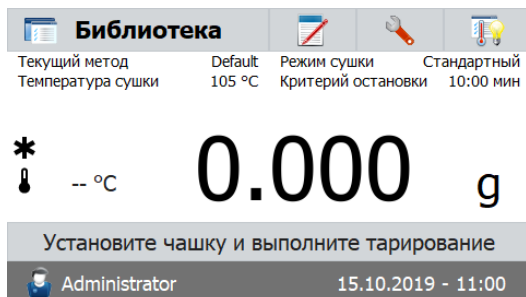 Библиотека
Текущий метод Default Режим сушки Стандартный
Температура сушки 105 °C Критерий остановки 10:00 мин
-- °C 0.000 g
Установите чашку и выполните тарирование
Administrator 15.10.2019 - 11:00